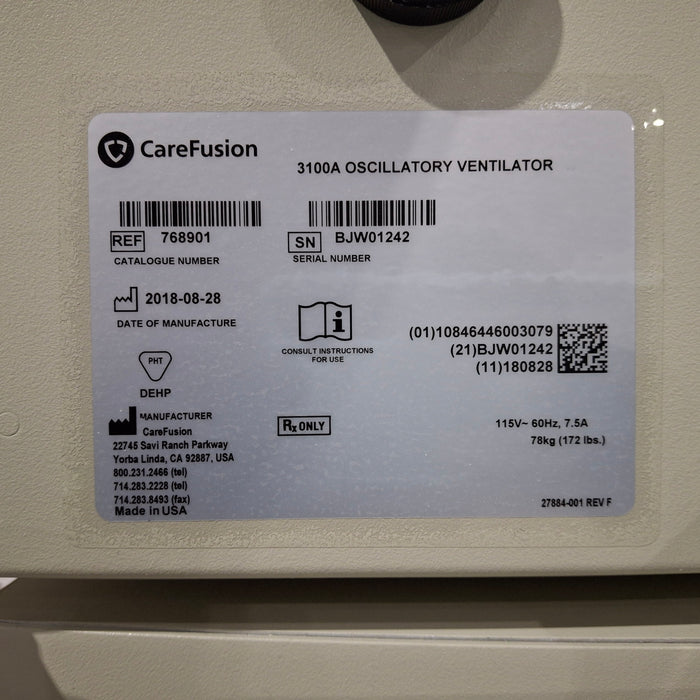 CareFusion
3100A OSCILLATORY VENTILATOR
REF 768901
CATALOGUE NUMBER
SN BJW01242
SERIAL NUMBER
2018-08-28
DATE OF MANUFACTURE
i
CONSULT INSTRUCTIONS
FOR USE
(01)10846446003079
(21)BJW01242
(11)180828
PHT
DEHP
MANUFACTURER
CareFusion
22745 Savi Ranch Parkway
Yorba Linda, CA 92887, USA
800.231.2466 (tel)
714.283.2228 (tel)
714.283.8493 (fax)
Made in USA
Rx ONLY
115V~ 60Hz, 7.5A
78kg (172 lbs.)
27884-001 REV F